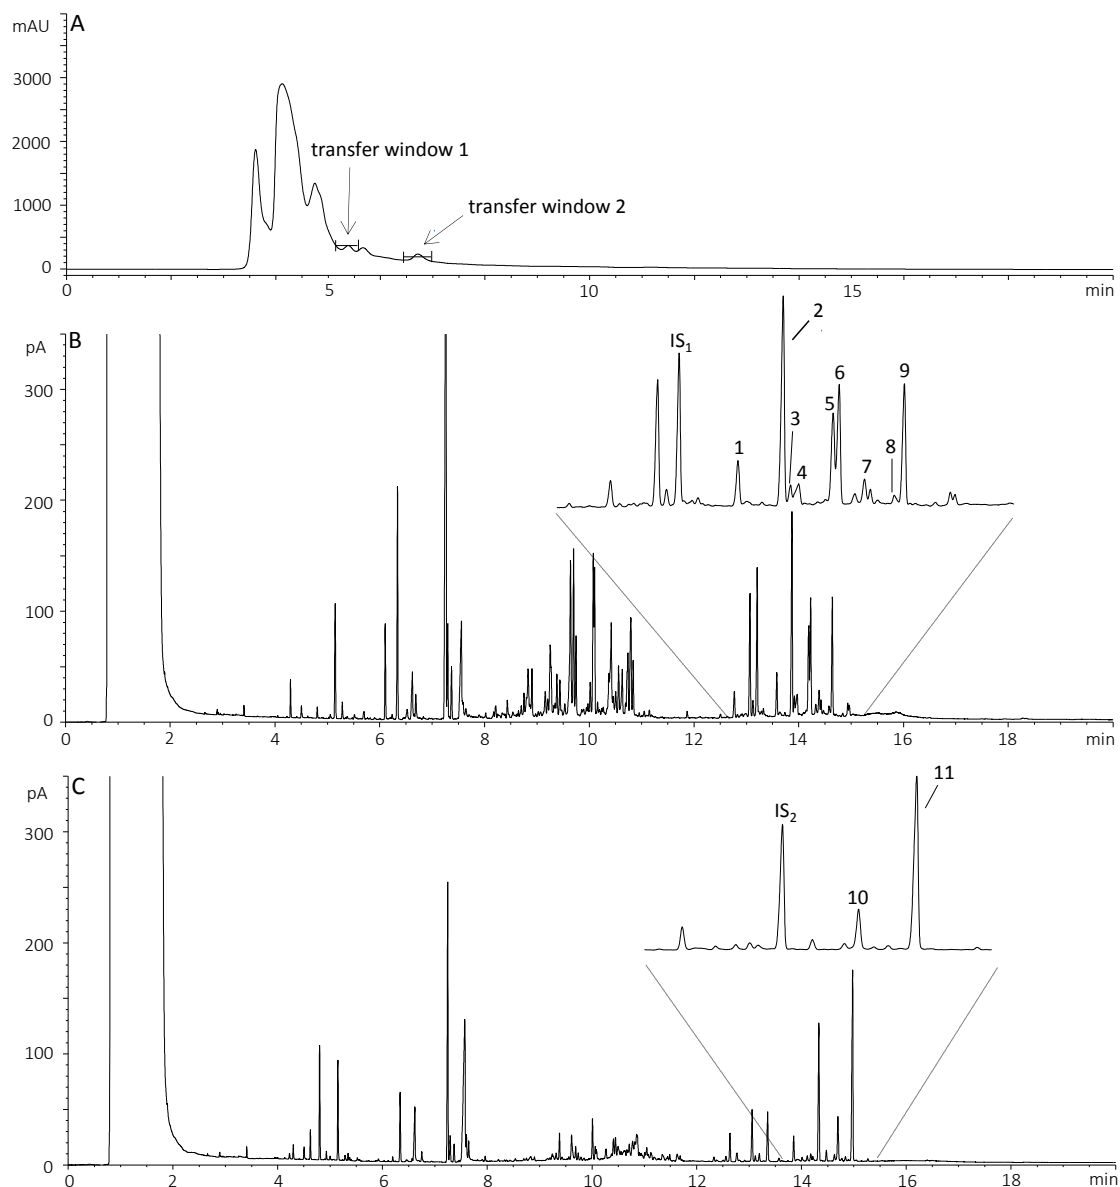 A
mAU
3000
2000
1000
0
transfer window 1
transfer window 2
0 5 10 15 min
B
pA
300
200
100
0
IS1 1 2 3 4 5 6 7 8 9
0 2 4 6 8 10 12 14 16 18 min
C
pA
300
200
100
0
IS2 10 11
0 2 4 6 8 10 12 14 16 18 min